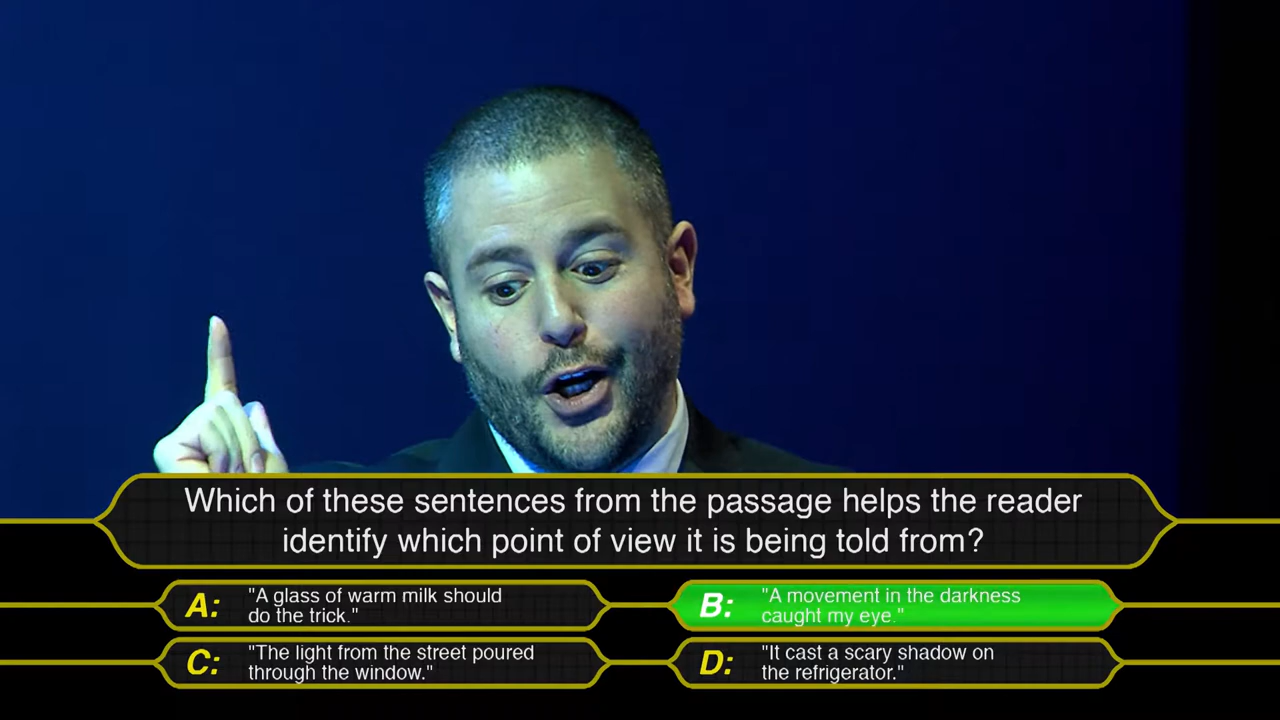 Which of these sentences from the passage helps the reader
identify which point of view it is being told from?
A: "A glass of warm milk should
do the trick."
B: "A movement in the darkness
caught my eye."
C: "The light from the street poured
through the window."
D: "It cast a scary shadow on
the refrigerator."